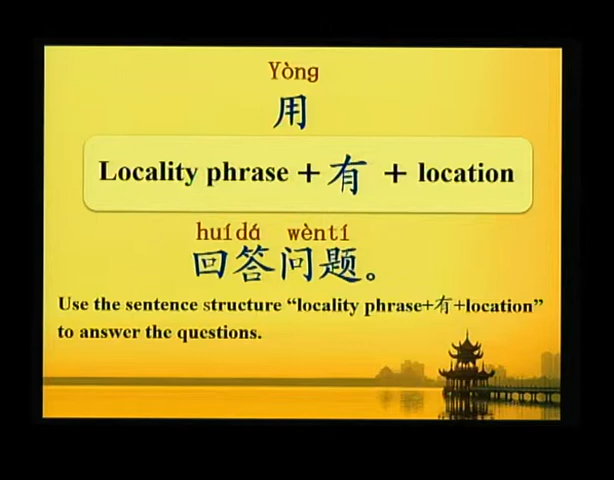 Yòng
用
Locality phrase + 有 + location
huídá wèntí
回答问题。
Use the sentence structure “locality phrase+有+location”
to answer the questions.